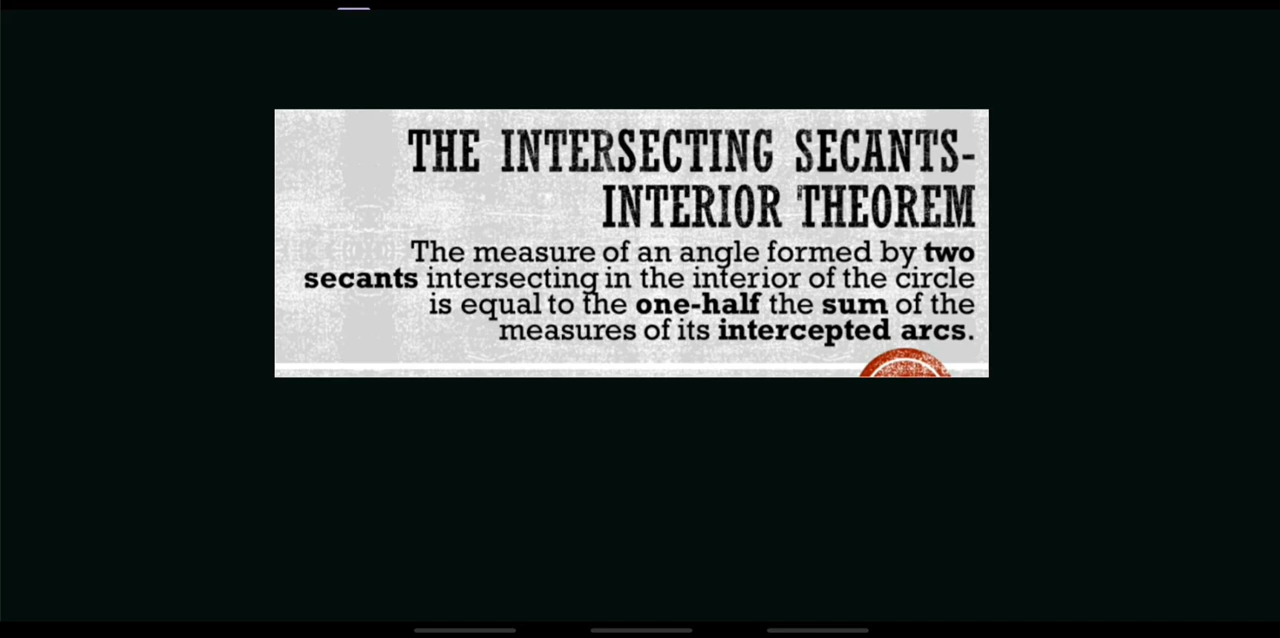 THE INTERSECTING SECANTS-
INTERIOR THEOREM
The measure of an angle formed by two
secants intersecting in the interior of the circle
is equal to the one-half the sum of the
measures of its intercepted arcs.